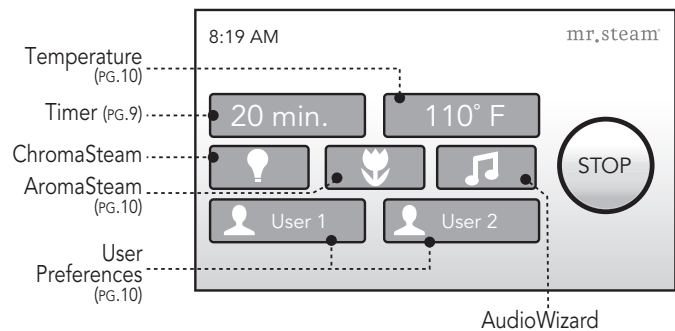 8:19 AM
mr.steam®
Temperature
(PG.10)
Timer (PG.9)
20 min.
110° F
ChromaSteam
STOP
AromaSteam
(PG.10)
User 1
User 2
User
Preferences
(PG.10)
AudioWizard